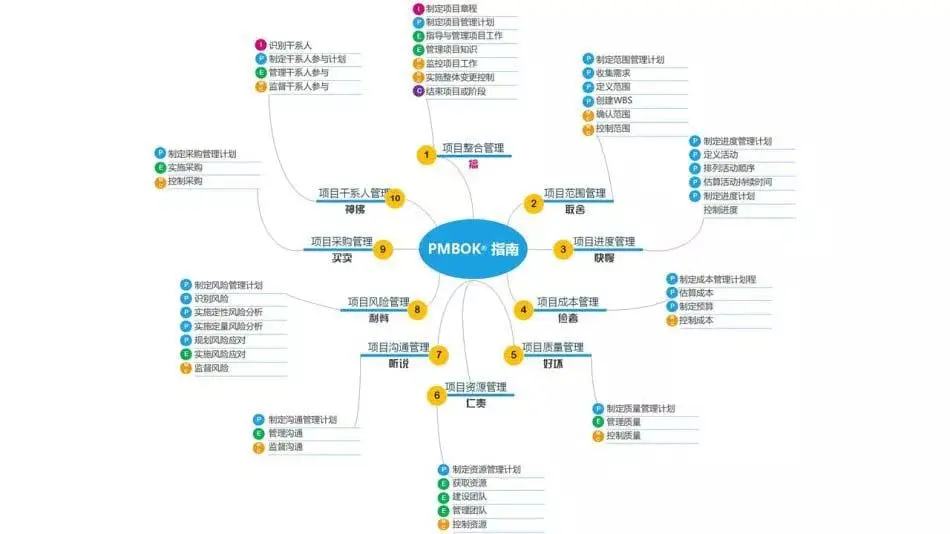 PMBOK® 指南
1
项目整合管理
I 制定项目章程
P 制定项目管理计划
E 指导与管理项目工作
E 管理项目知识
监控项目工作
实施整体变更控制
C 结束项目或阶段
2
项目范围管理
取舍
P 制定范围管理计划
P 收集需求
P 定义范围
P 创建WBS
确认范围
控制范围
3
项目进度管理
快慢
P 制定进度管理计划
P 定义活动
P 排列活动顺序
P 估算活动持续时间
P 制定进度计划
控制进度
4
项目成本管理
P 制定成本管理计划程
P 估算成本
P 制定预算
控制成本
5
项目质量管理
好坏
P 制定质量管理计划
E 管理质量
控制质量
6
项目资源管理
P 制定资源管理计划
E 获取资源
E 建设团队
E 管理团队
控制资源
7
项目沟通管理
听说
P 制定沟通管理计划
E 管理沟通
监督沟通
8
项目风险管理
P 制定风险管理计划
P 识别风险
P 实施定性风险分析
P 实施定量风险分析
P 规划风险应对
E 实施风险应对
监督风险
9
项目采购管理
买卖
P 制定采购管理计划
E 实施采购
控制采购
10
项目干系人管理
神佛
I 识别干系人
P 制定干系人参与计划
E 管理干系人参与
监督干系人参与